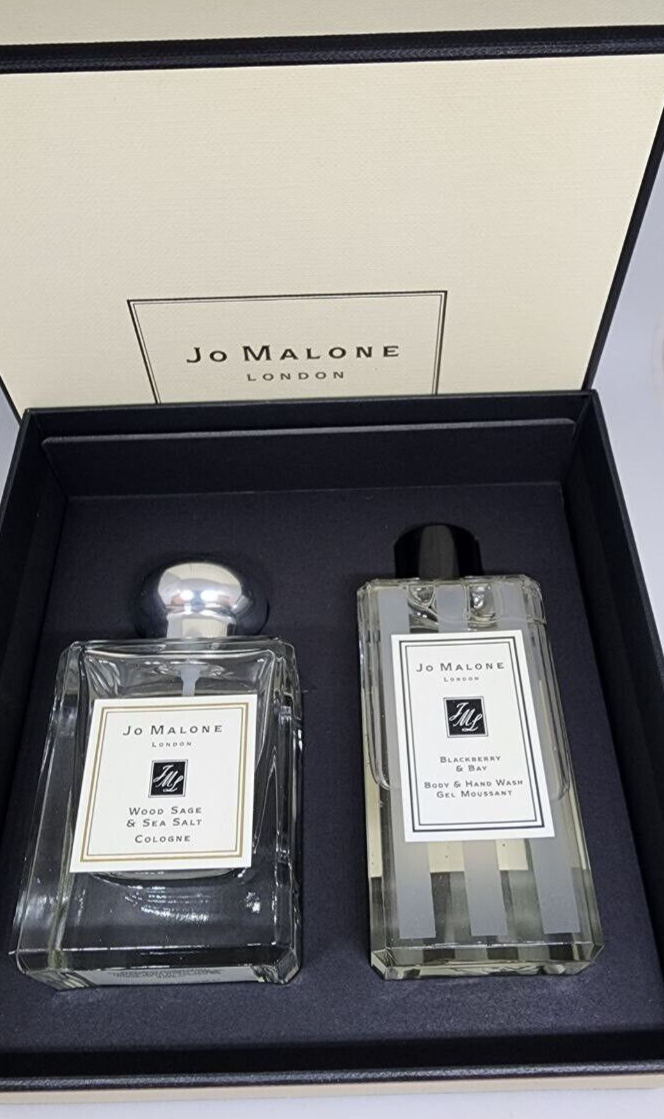 Jo Malone
London
Jo Malone
London
JML
Wood Sage
& Sea Salt
Cologne
Jo Malone
London
JML
Blackberry
& Bay
Body & Hand Wash
Gel Moussant